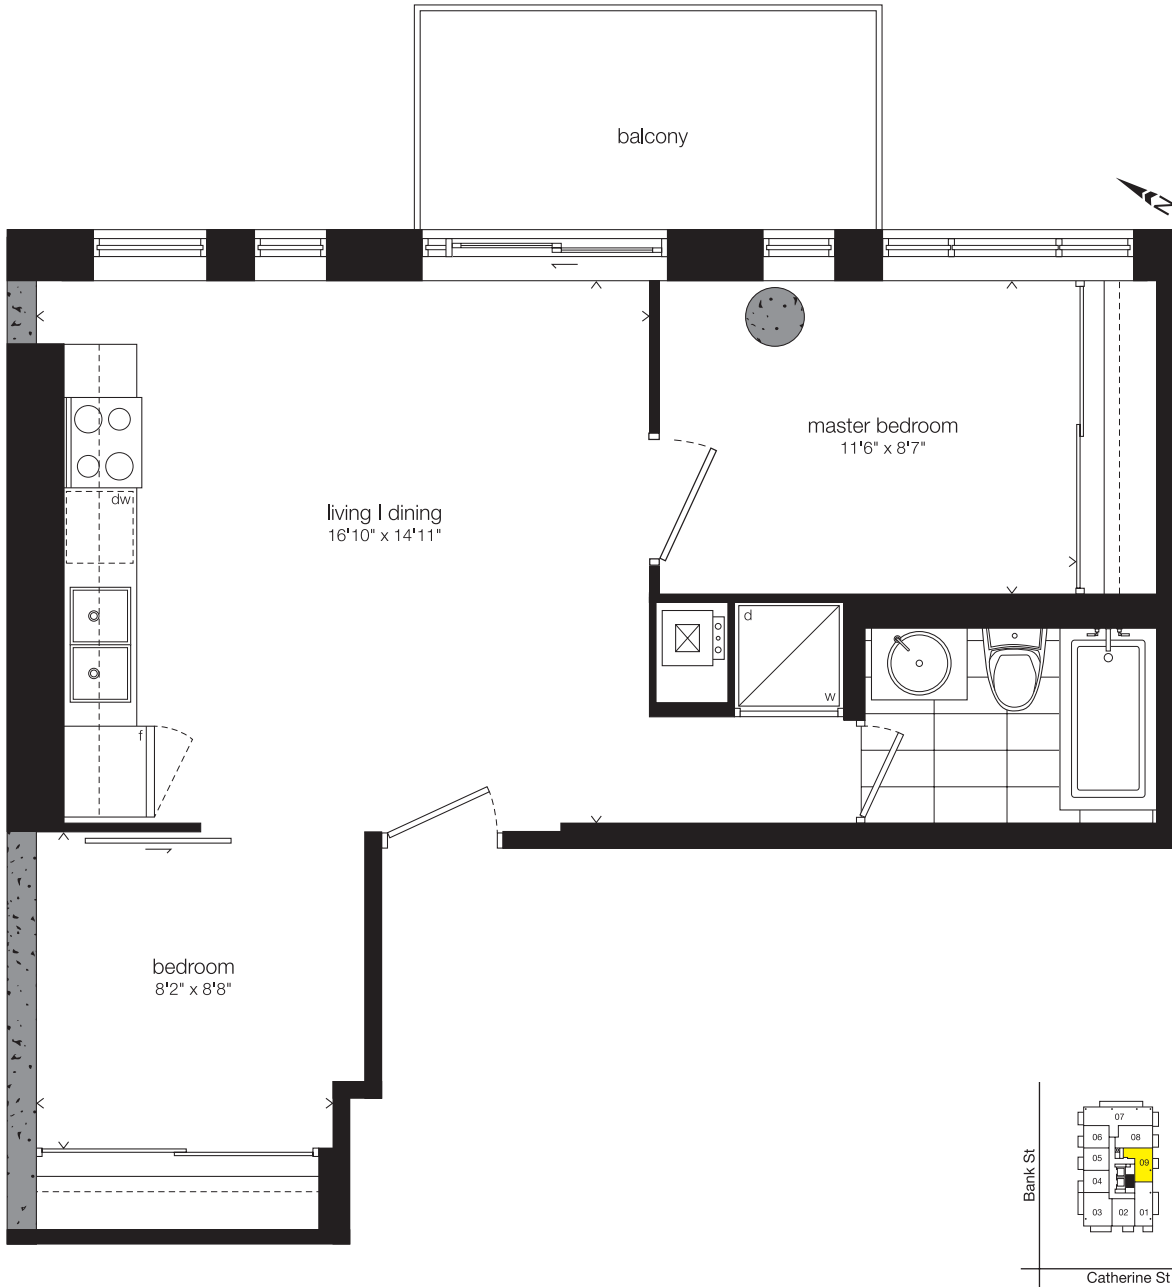 balcony
N
master bedroom
11'6" x 8'7"
dw
living | dining
16'10" x 14'11"
d
w
f
bedroom
8'2" x 8'8"
Bank St
07
06
08
05
09
04
03
02
01
Catherine St